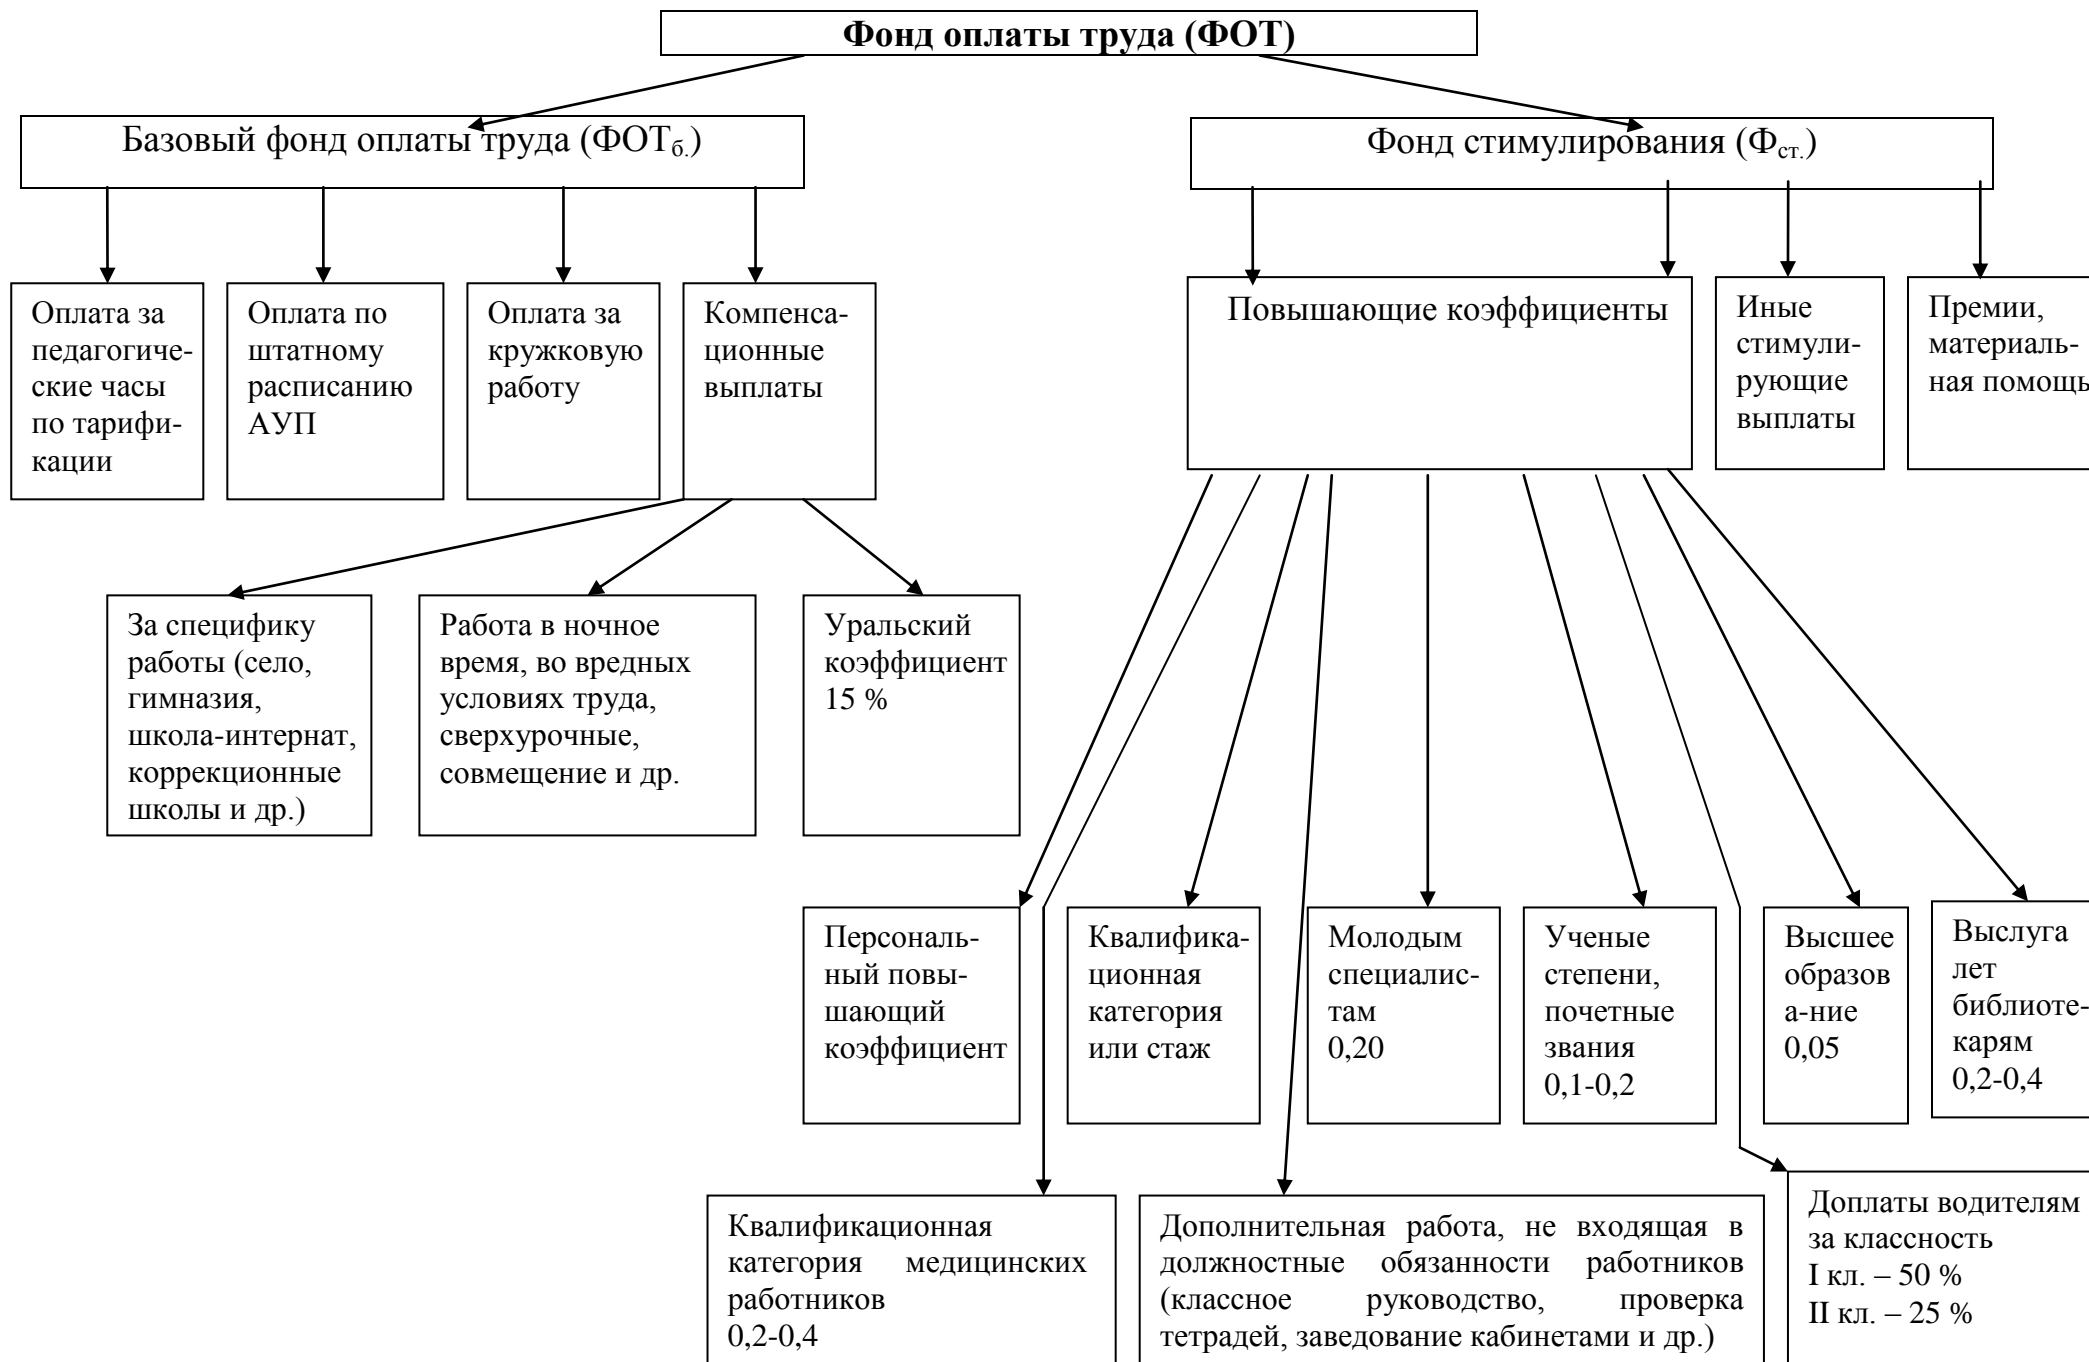 Фонд оплаты труда (ФОТ)
Базовый фонд оплаты труда (ФОТб.)
Фонд стимулирования (Фст.)
Оплата за
педагогиче-
ские часы
по тарифи-
кации
Оплата по
штатному
расписанию
АУП
Оплата за
кружковую
работу
Компенса-
ционные
выплаты
Повышающие коэффициенты
Иные
стимули-
рующие
выплаты
Премии,
материаль-
ная помощь
За специфику
работы (село,
гимназия,
школа-интернат,
коррекционные
школы и др.)
Работа в ночное
время, во вредных
условиях труда,
сверхурочные,
совмещение и др.
Уральский
коэффициент
15 %
Персональ-
ный повы-
шающий
коэффициент
Квалифика-
ционная
категория
или стаж
Молодым
специалис-
там
0,20
Ученые
степени,
почетные
звания
0,1-0,2
Высшее
образов
а-ние
0,05
Выслуга
лет
библиоте-
карям
0,2-0,4
Квалификационная
категория медицинских
работников
0,2-0,4
Дополнительная работа, не входящая в
должностные обязанности работников
(классное руководство, проверка
тетрадей, заведование кабинетами и др.)
Доплаты водителям
за классность
I кл. – 50 %
II кл. – 25 %